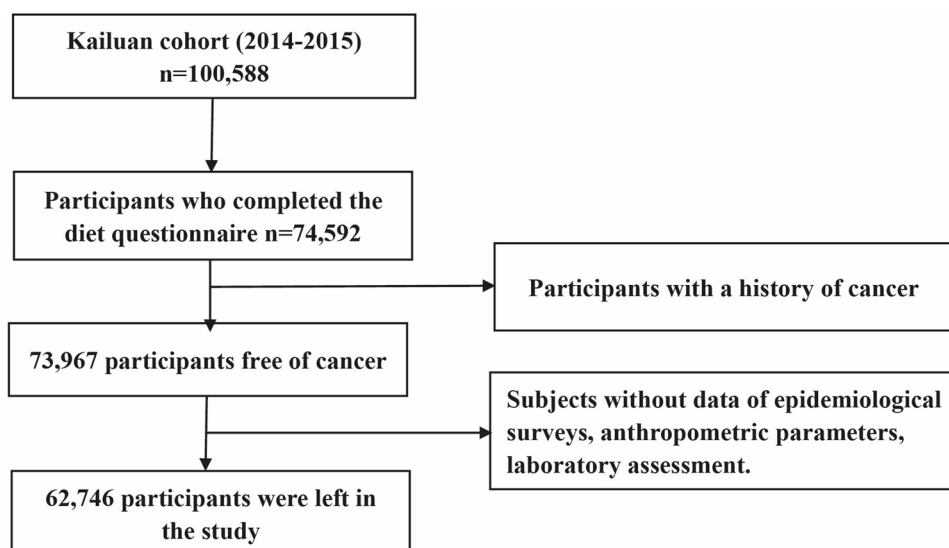 Kailuan cohort (2014-2015)
n=100,588
Participants who completed the
diet questionnaire n=74,592
Participants with a history of cancer
73,967 participants free of cancer
Subjects without data of epidemiological
surveys, anthropometric parameters,
laboratory assessment.
62,746 participants were left in
the study